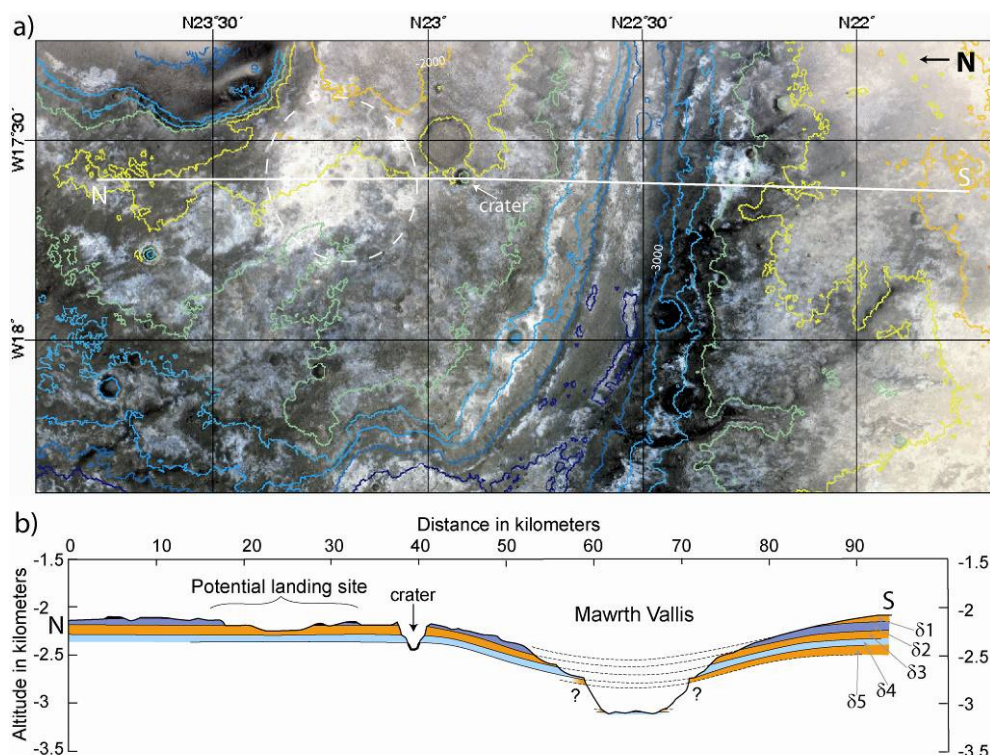 N23°30´ N23° N22°30´ N22°
a)
2000
N
W17°30´
N
S
crater
3000
W18°
b)
Distance in kilometers
0 10 20 30 40 50 60 70 80 90
Altitude in kilometers
-1.5 -1.5
Potential landing site
crater
Mawrth Vallis
S
-2 N -2
δ1
δ2
-2.5 -2.5
δ3
δ4
δ5
-3 ? ? -3
-3.5 -3.5